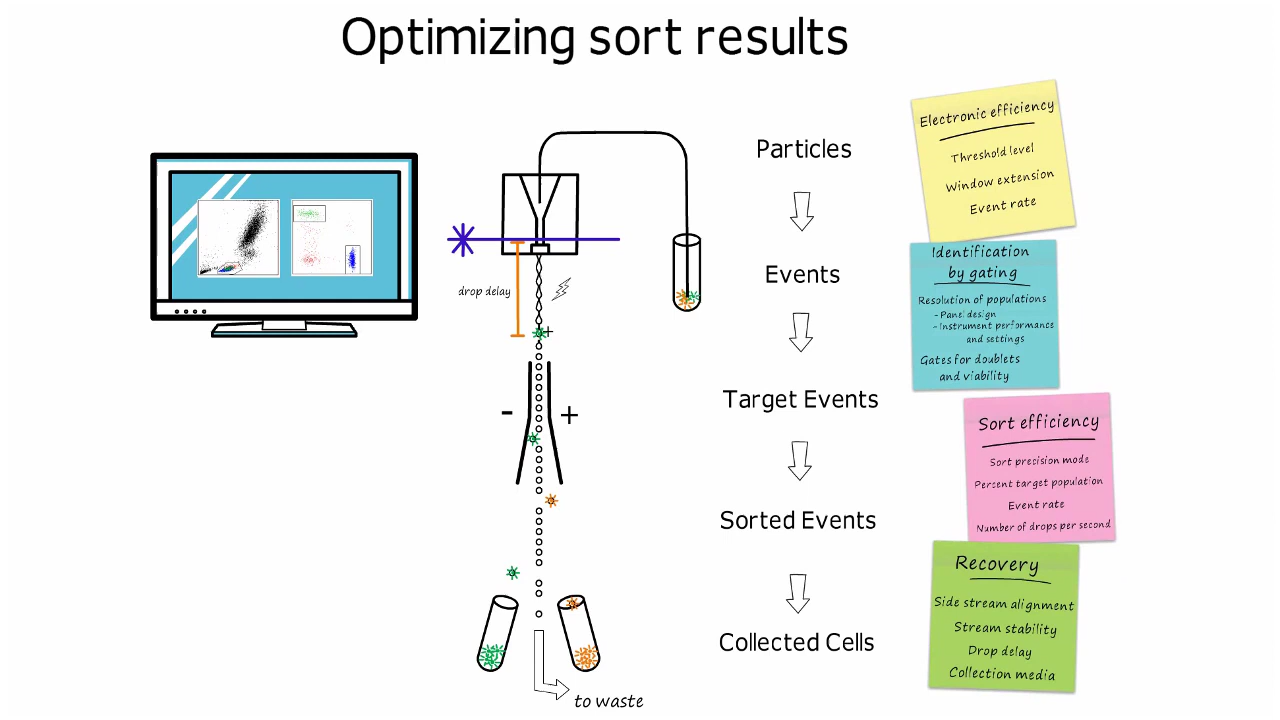 Optimizing sort results
drop delay
+
-
+
to waste
Particles
Events
Target Events
Sorted Events
Collected Cells
Electronic efficiency
Threshold level
Window extension
Event rate
Identification
by gating
Resolution of populations
- Panel design
- Instrument performance
and settings
Gates for doublets
and viability
Sort efficiency
Sort precision mode
Percent target population
Event rate
Number of drops per second
Recovery
Side stream alignment
Stream stability
Drop delay
Collection media